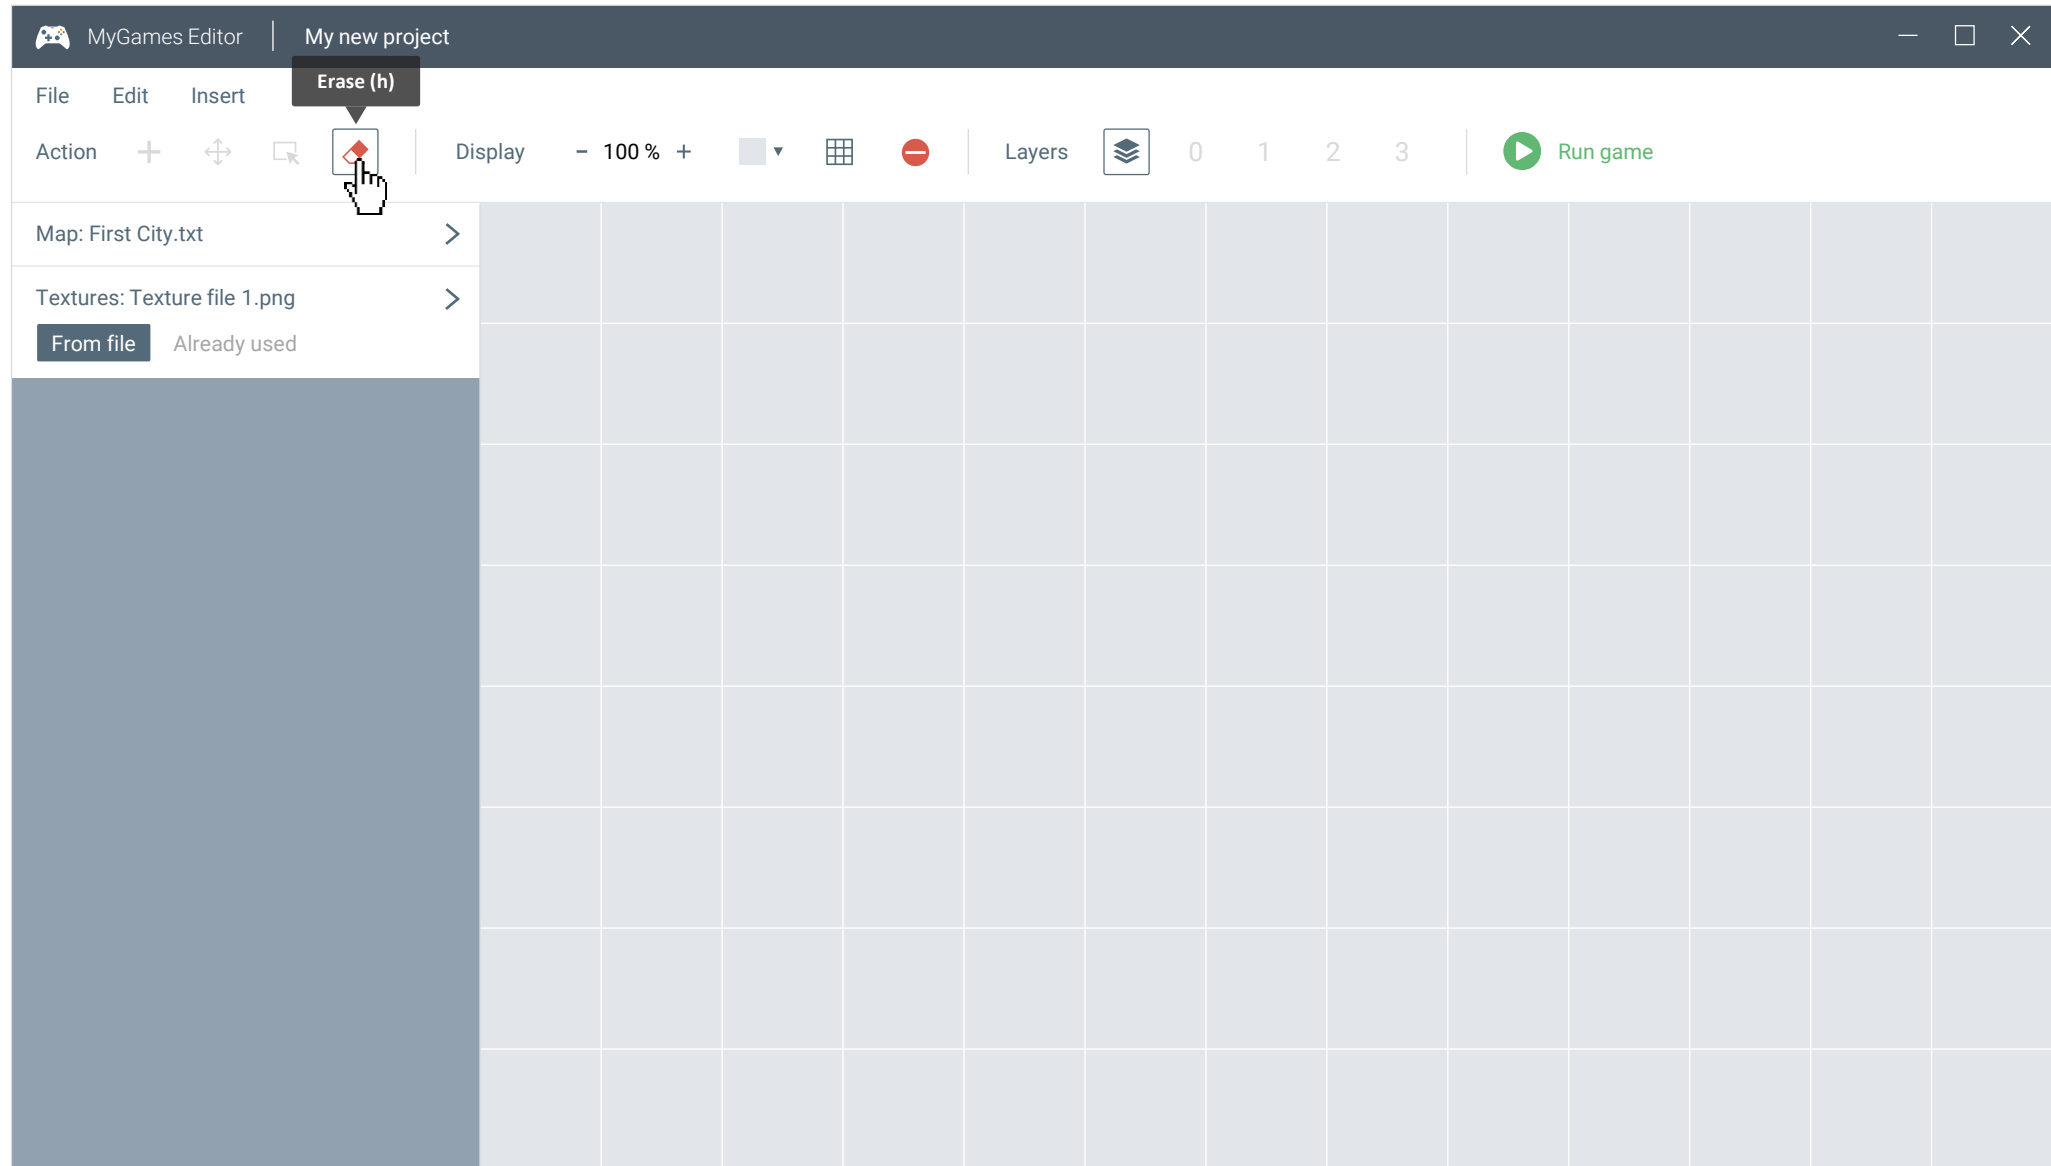 MyGames Editor My new project
Erase (h)
File Edit Insert
Action Display - 100 % + Layers 0 1 2 3 Run game
Map: First City.txt
Textures: Texture file 1.png
From file Already used